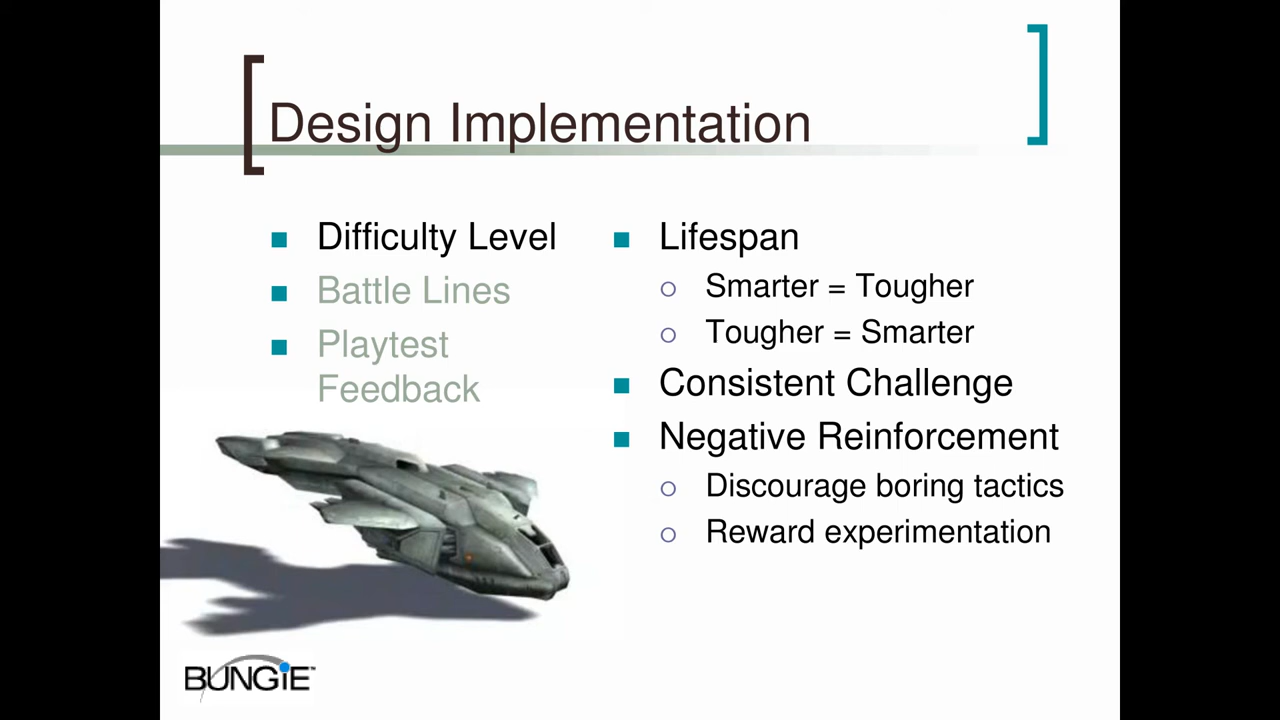 Design Implementation
Difficulty Level
Battle Lines
Playtest
Feedback
Lifespan
Smarter = Tougher
Tougher = Smarter
Consistent Challenge
Negative Reinforcement
Discourage boring tactics
Reward experimentation
BUNGiE™